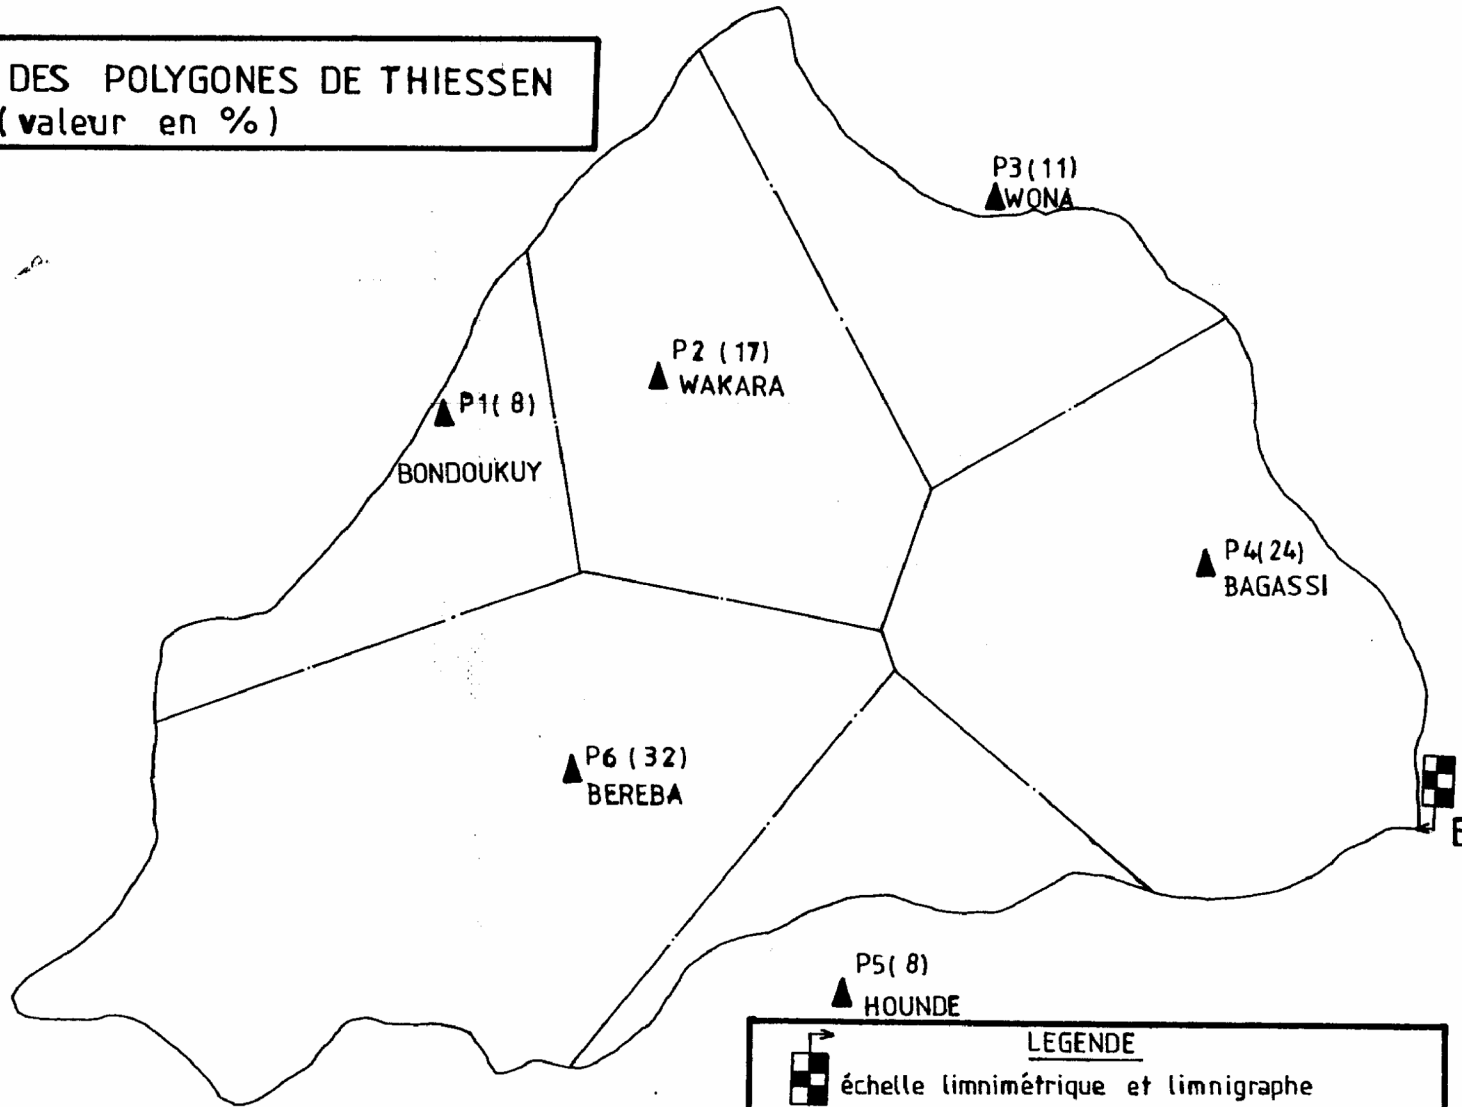 DES POLYGONES DE THIESSEN
(valeur en %)
P3(11)
WONA
P2 (17)
WAKARA
P1(8)
BONDOUKUY
P4(24)
BAGASSI
P6 (32)
BEREBA
P5(8)
HOUNDE
LEGENDE
échelle limnimétrique et limnigraphe